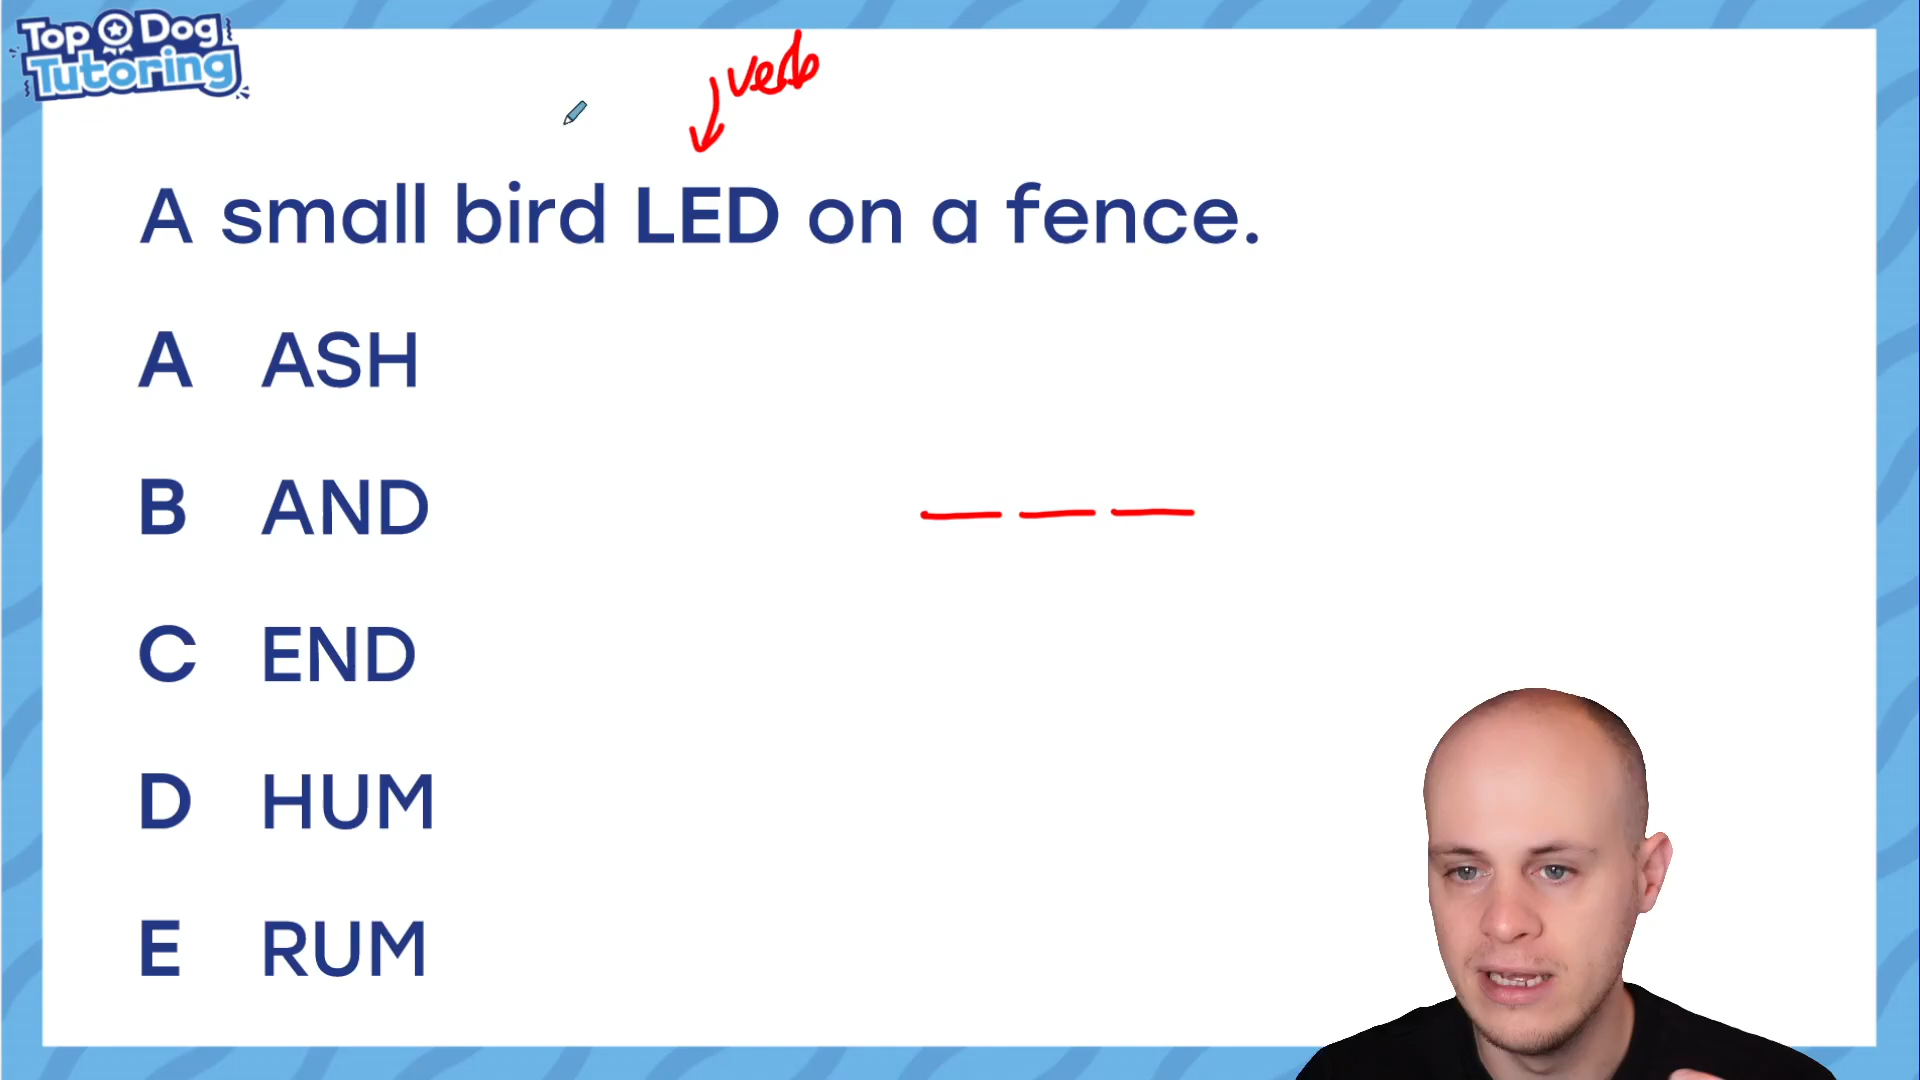 Top Dog
Tutoring
verb
A small bird LED on a fence.
A ASH
B AND
C END
D HUM
E RUM